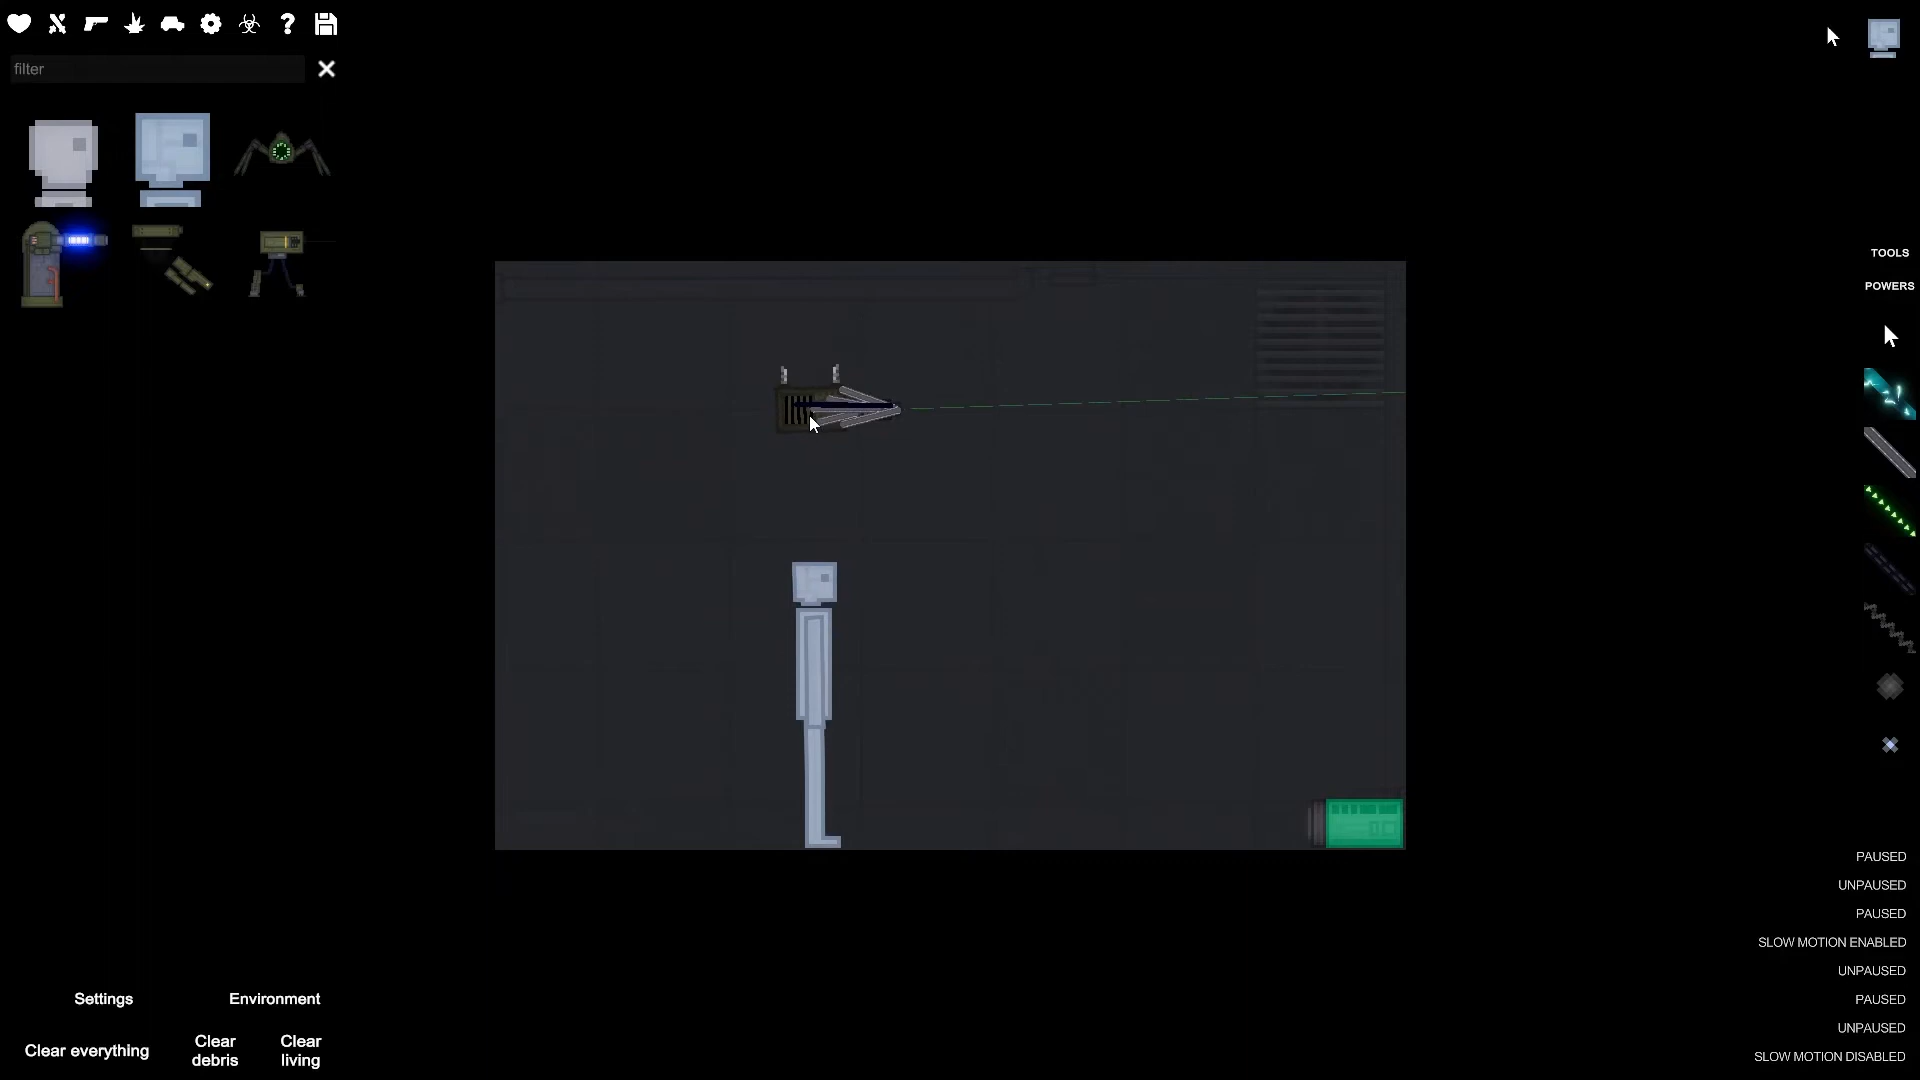 filter
TOOLS
POWERS
PAUSED
UNPAUSED
PAUSED
SLOW MOTION ENABLED
UNPAUSED
PAUSED
UNPAUSED
SLOW MOTION DISABLED
Settings
Environment
Clear everything
Clear
debris
Clear
living